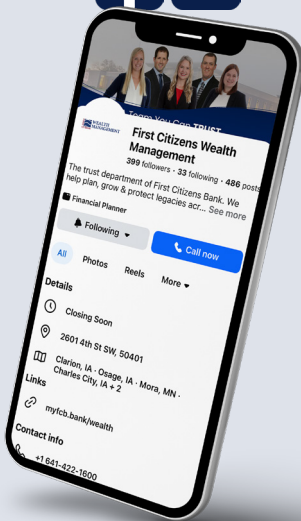 Team You Can TRUST
WEALTH
MANAGEMENT
First Citizens Wealth
Management
399 followers · 33 following · 486 posts
The trust department of First Citizens Bank. We
help plan, grow & protect legacies acr... See more
Financial Planner
Following
Call now
All
Photos
Reels
More
Details
Closing Soon
2601 4th St SW, 50401
Clarion, IA · Osage, IA · Mora, MN ·
Charles City, IA + 2
Links
myfcb.bank/wealth
Contact info
+1 641-422-1600